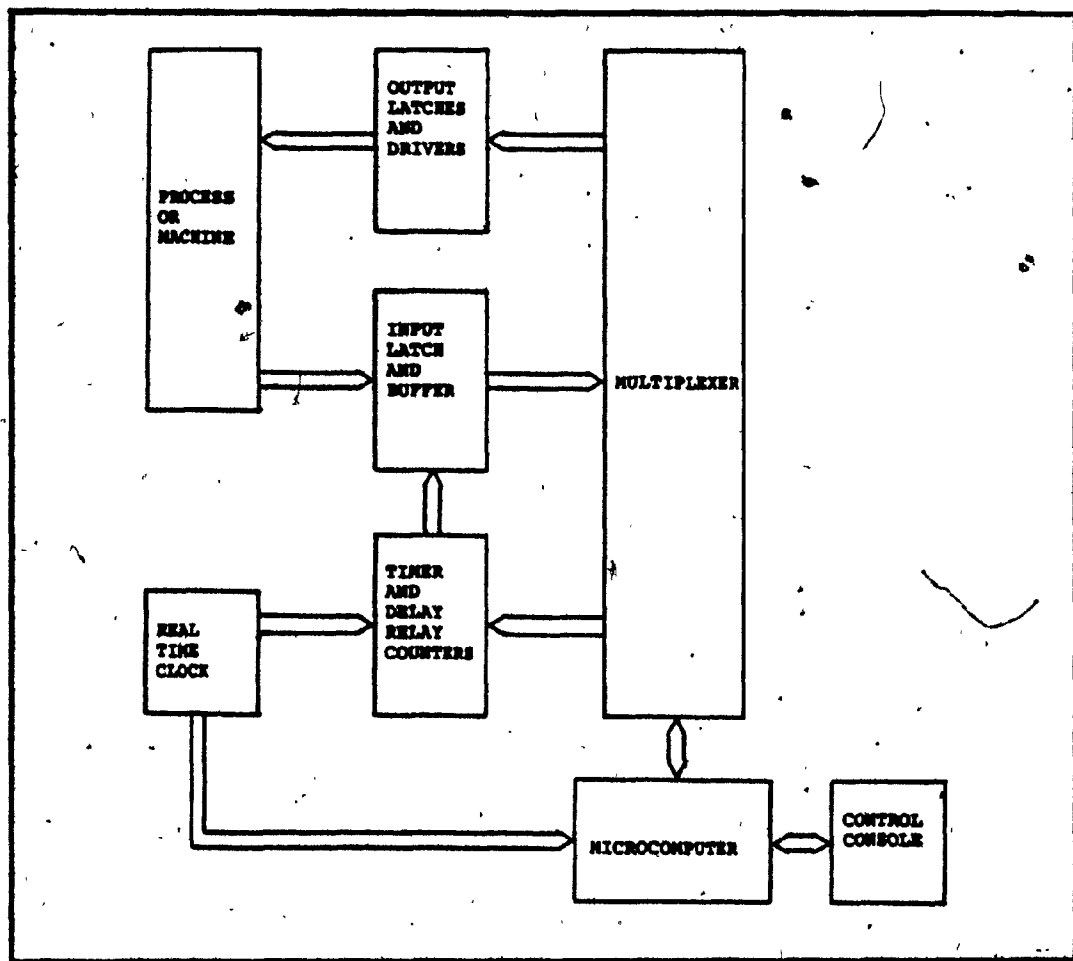 OUTPUT
LATCHES
AND
DRIVERS
PROCESS
OR
MACHINE
INPUT
LATCH
AND
BUFFER
MULTIPLEXER
TIMER
AND
DELAY
RELAY
COUNTERS
REAL
TIME
CLOCK
MICROCOMPUTER
CONTROL
CONSOLE